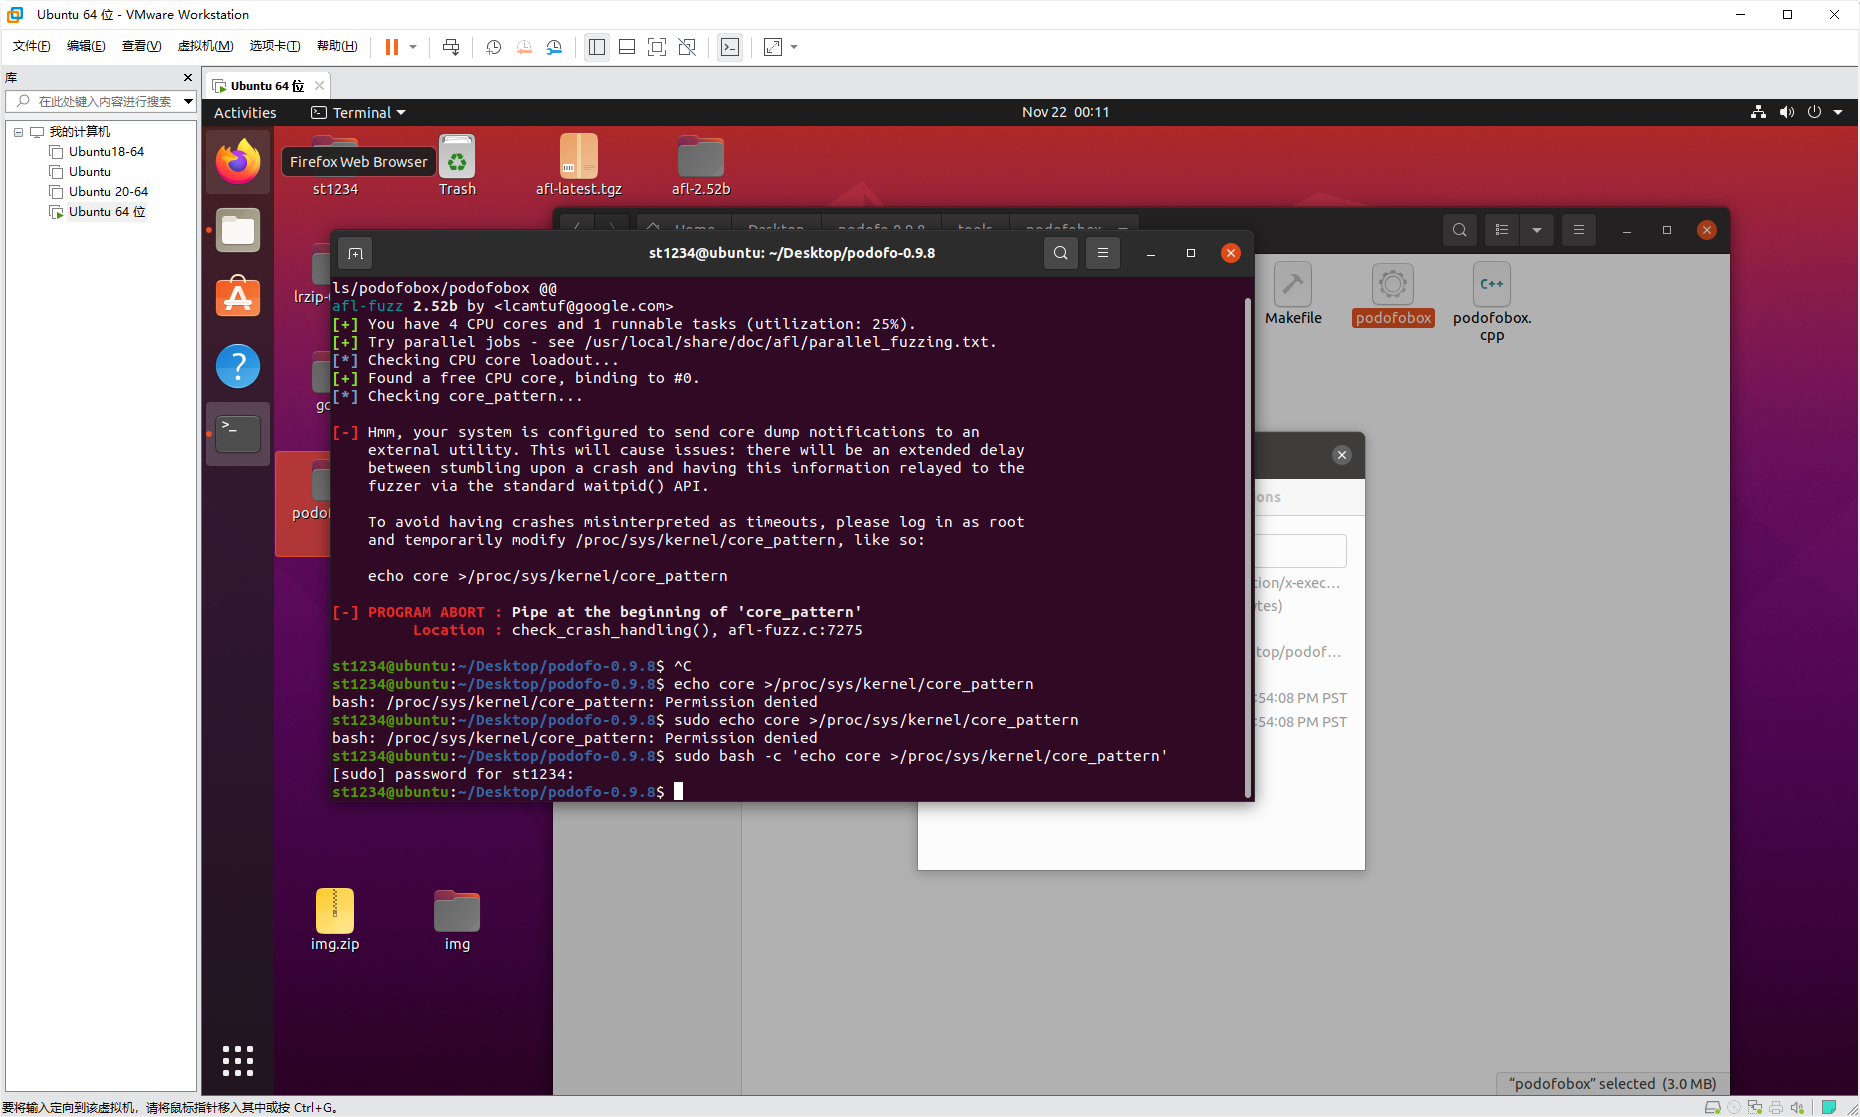 Ubuntu 64 位 - VMware Workstation
文件(F) 编辑(E) 查看(V) 虚拟机(M) 选项卡(T) 帮助(H)
库
在此处键入内容进行搜索
我的计算机
Ubuntu18-64
Ubuntu
Ubuntu 20-64
Ubuntu 64 位
Ubuntu 64 位
Activities
Terminal
Nov 22 00:11
Firefox Web Browser
st1234
Trash
afl-latest.tgz
afl-2.52b
Home Desktop podofo-0.9.8 tools podofobox
lrzip-
gc
podof
img.zip
img
Makefile
podofobox
podofobox.
cpp
st1234@ubuntu: ~/Desktop/podofo-0.9.8
ls/podofobox/podofobox @@
afl-fuzz 2.52b by <lcamtuf@google.com>
[+] You have 4 CPU cores and 1 runnable tasks (utilization: 25%).
[+] Try parallel jobs - see /usr/local/share/doc/afl/parallel_fuzzing.txt.
[*] Checking CPU core loadout...
[+] Found a free CPU core, binding to #0.
[*] Checking core_pattern...
[-] Hmm, your system is configured to send core dump notifications to an
external utility. This will cause issues: there will be an extended delay
between stumbling upon a crash and having this information relayed to the
fuzzer via the standard waitpid() API.
To avoid having crashes misinterpreted as timeouts, please log in as root
and temporarily modify /proc/sys/kernel/core_pattern, like so:
echo core >/proc/sys/kernel/core_pattern
[-] PROGRAM ABORT : Pipe at the beginning of 'core_pattern'
Location : check_crash_handling(), afl-fuzz.c:7275
st1234@ubuntu:~/Desktop/podofo-0.9.8$ ^C
st1234@ubuntu:~/Desktop/podofo-0.9.8$ echo core >/proc/sys/kernel/core_pattern
bash: /proc/sys/kernel/core_pattern: Permission denied
st1234@ubuntu:~/Desktop/podofo-0.9.8$ sudo echo core >/proc/sys/kernel/core_pattern
bash: /proc/sys/kernel/core_pattern: Permission denied
st1234@ubuntu:~/Desktop/podofo-0.9.8$ sudo bash -c 'echo core >/proc/sys/kernel/core_pattern'
[sudo] password for st1234:
st1234@ubuntu:~/Desktop/podofo-0.9.8$
ons
tion/x-exec...
ytes)
top/podof...
:54:08 PM PST
:54:08 PM PST
"podofobox" selected (3.0 MB)
要将输入定向到该虚拟机，请将鼠标指针移入其中或按 Ctrl+G。